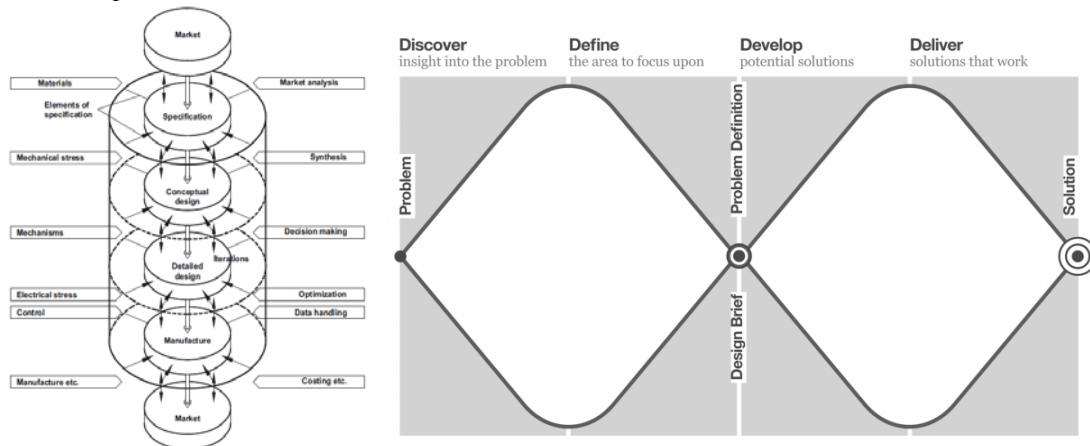 Market
Materials
Market analysis
Elements of
specification
Specification
Mechanical stress
Synthesis
Conceptual
design
Mechanisms
Decision making
Iterations
Detailed
design
Electrical stress
Optimization
Control
Data handling
Manufacture
Manufacture etc.
Costing etc.
Market
Discover
insight into the problem
Define
the area to focus upon
Develop
potential solutions
Deliver
solutions that work
Problem
Problem Definition
Design Brief
Solution